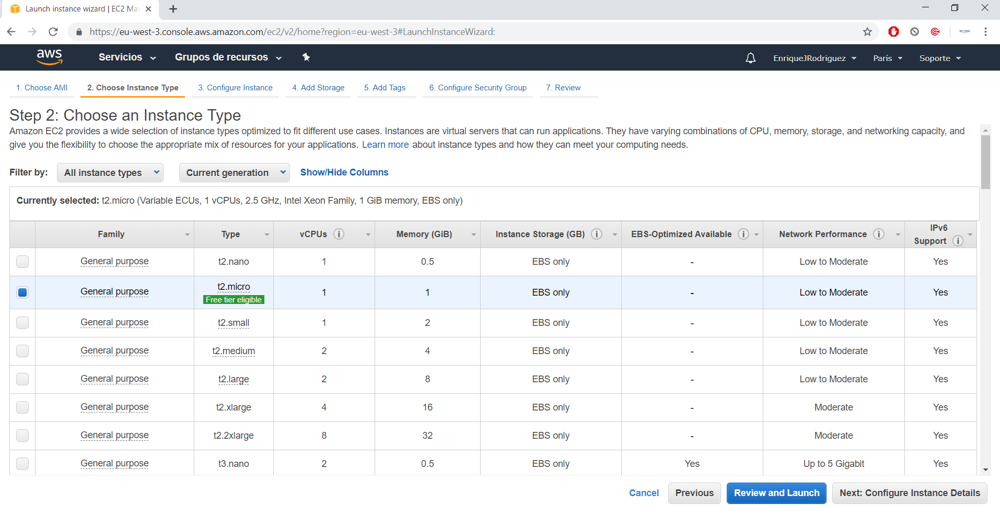 Launch instance wizard | EC2 Ma
https://eu-west-3.console.aws.amazon.com/ec2/v2/home?region=eu-west-3#LaunchInstanceWizard:
aws Servicios Grupos de recursos EnriqueJRodriguez París Soporte
1. Choose AMI 2. Choose Instance Type 3. Configure Instance 4. Add Storage 5. Add Tags 6. Configure Security Group 7. Review
Step 2: Choose an Instance Type
Amazon EC2 provides a wide selection of instance types optimized to fit different use cases. Instances are virtual servers that can run applications. They have varying combinations of CPU, memory, storage, and networking capacity, and
give you the flexibility to choose the appropriate mix of resources for your applications. Learn more about instance types and how they can meet your computing needs.
Filter by: All instance types Current generation Show/Hide Columns
Currently selected: t2.micro (Variable ECUs, 1 vCPUs, 2.5 GHz, Intel Xeon Family, 1 GiB memory, EBS only)
Family Type vCPUs i Memory (GiB) Instance Storage (GB) i EBS-Optimized Available i Network Performance i IPv6
Support i
General purpose t2.nano 1 0.5 EBS only - Low to Moderate Yes
General purpose t2.micro 1 1 EBS only - Low to Moderate Yes
Free tier eligible
General purpose t2.small 1 2 EBS only - Low to Moderate Yes
General purpose t2.medium 2 4 EBS only - Low to Moderate Yes
General purpose t2.large 2 8 EBS only - Low to Moderate Yes
General purpose t2.xlarge 4 16 EBS only - Moderate Yes
General purpose t2.2xlarge 8 32 EBS only - Moderate Yes
General purpose t3.nano 2 0.5 EBS only Yes Up to 5 Gigabit Yes
Cancel Previous Review and Launch Next: Configure Instance Details